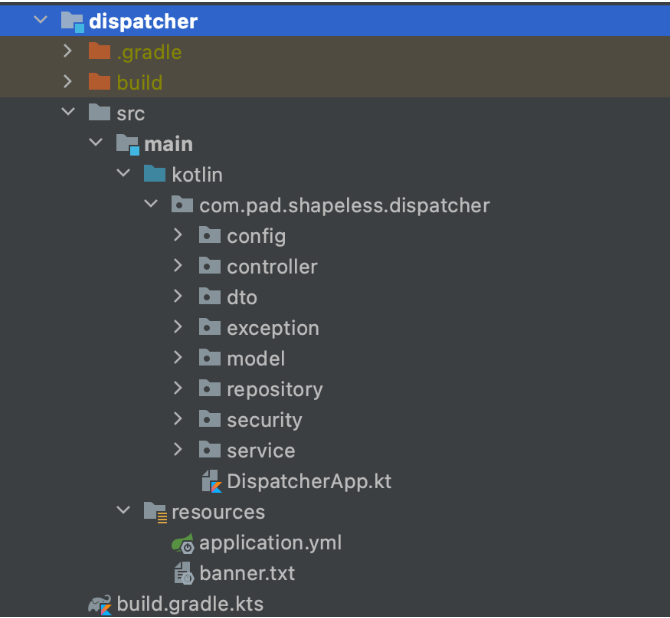 dispatcher
.gradle
build
src
main
kotlin
com.pad.shapeless.dispatcher
config
controller
dto
exception
model
repository
security
service
DispatcherApp.kt
resources
application.yml
banner.txt
build.gradle.kts